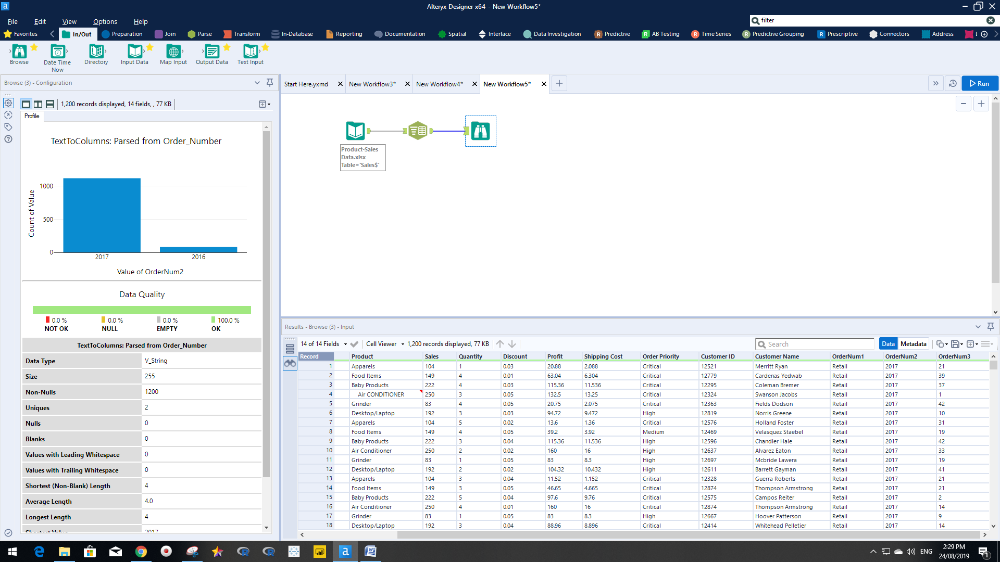 Alteryx Designer x64 - New Workflow5*
File Edit View Options Help
filter
Favorites In/Out Preparation Join Parse Transform In-Database Reporting Documentation Spatial Interface Data Investigation Predictive AB Testing Time Series Predictive Grouping Prescriptive Connectors Address
Browse Date Time Now Directory Input Data Map Input Output Data Text Input
Browse (3) - Configuration
Start Here.yxmd New Workflow3* New Workflow4* New Workflow5* Run
1,200 records displayed, 14 fields, , 77 KB
Profile
TextToColumns: Parsed from Order_Number
Count of Value
1000
500
0
2017 2016
Value of OrderNum2
Data Quality
0.0 % 0.0 % 0.0 % 100.0 %
NOT OK NULL EMPTY OK
TextToColumns: Parsed from Order_Number
Data Type V_String
Size 255
Non-Nulls 1200
Uniques 2
Nulls 0
Blanks 0
Values with Leading Whitespace 0
Values with Trailing Whitespace 0
Shortest (Non-Blank) Length 4
Average Length 4.0
Longest Length 4
Shortest Value 2017
Product-Sales
Data.xlsx
Table=`Sales$`
Results - Browse (3) - Input
14 of 14 Fields Cell Viewer 1,200 records displayed, 77 KB Search Data Metadata
Record Product Sales Quantity Discount Profit Shipping Cost Order Priority Customer ID Customer Name OrderNum1 OrderNum2 OrderNum3
1 Apparels 104 1 0.03 20.88 2.088 Critical 12521 Merritt Ryan Retail 2017 21
2 Food Items 149 4 0.01 63.04 6.304 Critical 12779 Cardenas Yedwab Retail 2017 39
3 Baby Products 222 4 0.03 115.36 11.536 Critical 12295 Coleman Bremer Retail 2017 37
4 Air CONDITIONER 250 3 0.05 132.5 13.25 Critical 12324 Swanson Jacobs Retail 2017 1
5 Grinder 83 4 0.05 20.75 2.075 Critical 12363 Fields Dodson Retail 2017 42
6 Desktop/Laptop 192 3 0.03 94.72 9.472 High 12819 Norris Greene Retail 2017 10
7 Apparels 104 5 0.02 13.6 1.36 Critical 12576 Holland Foster Retail 2017 31
8 Food Items 149 4 0.05 39.2 3.92 Medium 12469 Velasquez Staebel Retail 2017 19
9 Baby Products 222 3 0.04 115.36 11.536 High 12596 Chandler Hale Retail 2017 42
10 Air Conditioner 250 2 0.02 160 16 High 12637 Alvarez Eaton Retail 2017 33
11 Grinder 83 1 0.05 83 8.3 High 12697 Mcbride Lawera Retail 2017 19
12 Desktop/Laptop 192 2 0.02 104.32 10.432 High 12611 Barrett Gayman Retail 2017 41
13 Apparels 104 3 0.04 11.52 1.152 Critical 12328 Guerra Roberts Retail 2017 21
14 Food Items 149 3 0.05 46.65 4.665 Critical 12874 Thompson Armstrong Retail 2017 21
15 Baby Products 222 5 0.04 97.6 9.76 Critical 12575 Campos Reiter Retail 2017 2
16 Air Conditioner 250 4 0.01 160 16 Critical 12874 Thompson Armstrong Retail 2017 14
17 Grinder 83 1 0.05 83 8.3 High 12667 Hoover Patterson Retail 2017 9
18 Desktop/Laptop 192 3 0.04 88.96 8.896 Critical 12414 Whitehead Pelletier Retail 2017 14
ENG
2:29 PM
24/08/2019
1